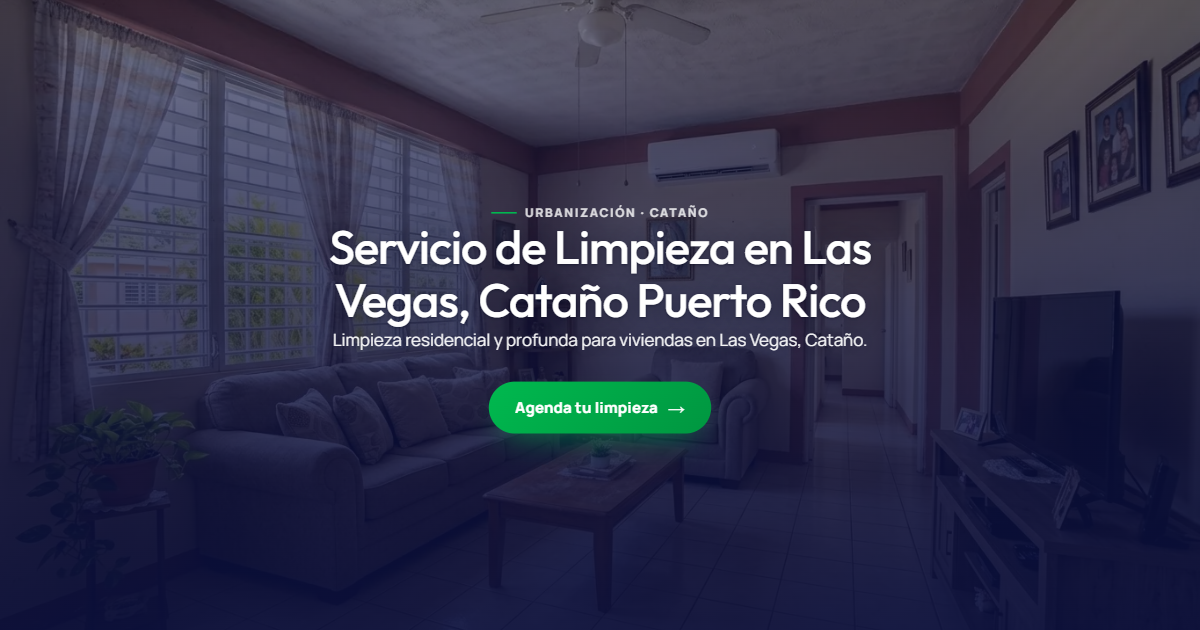 URBANIZACIÓN · CATAÑO
Servicio de Limpieza en Las
Vegas, Cataño Puerto Rico
Limpieza residencial y profunda para viviendas en Las Vegas, Cataño.
Agenda tu limpieza →